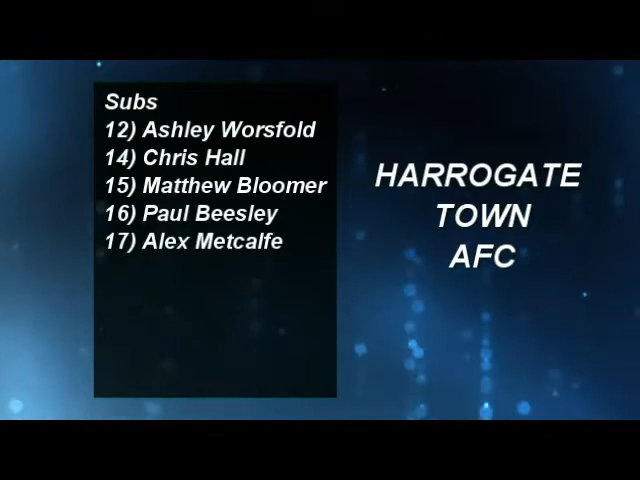 Subs
12) Ashley Worsfold
14) Chris Hall
15) Matthew Bloomer
16) Paul Beesley
17) Alex Metcalfe
HARROGATE
TOWN
AFC